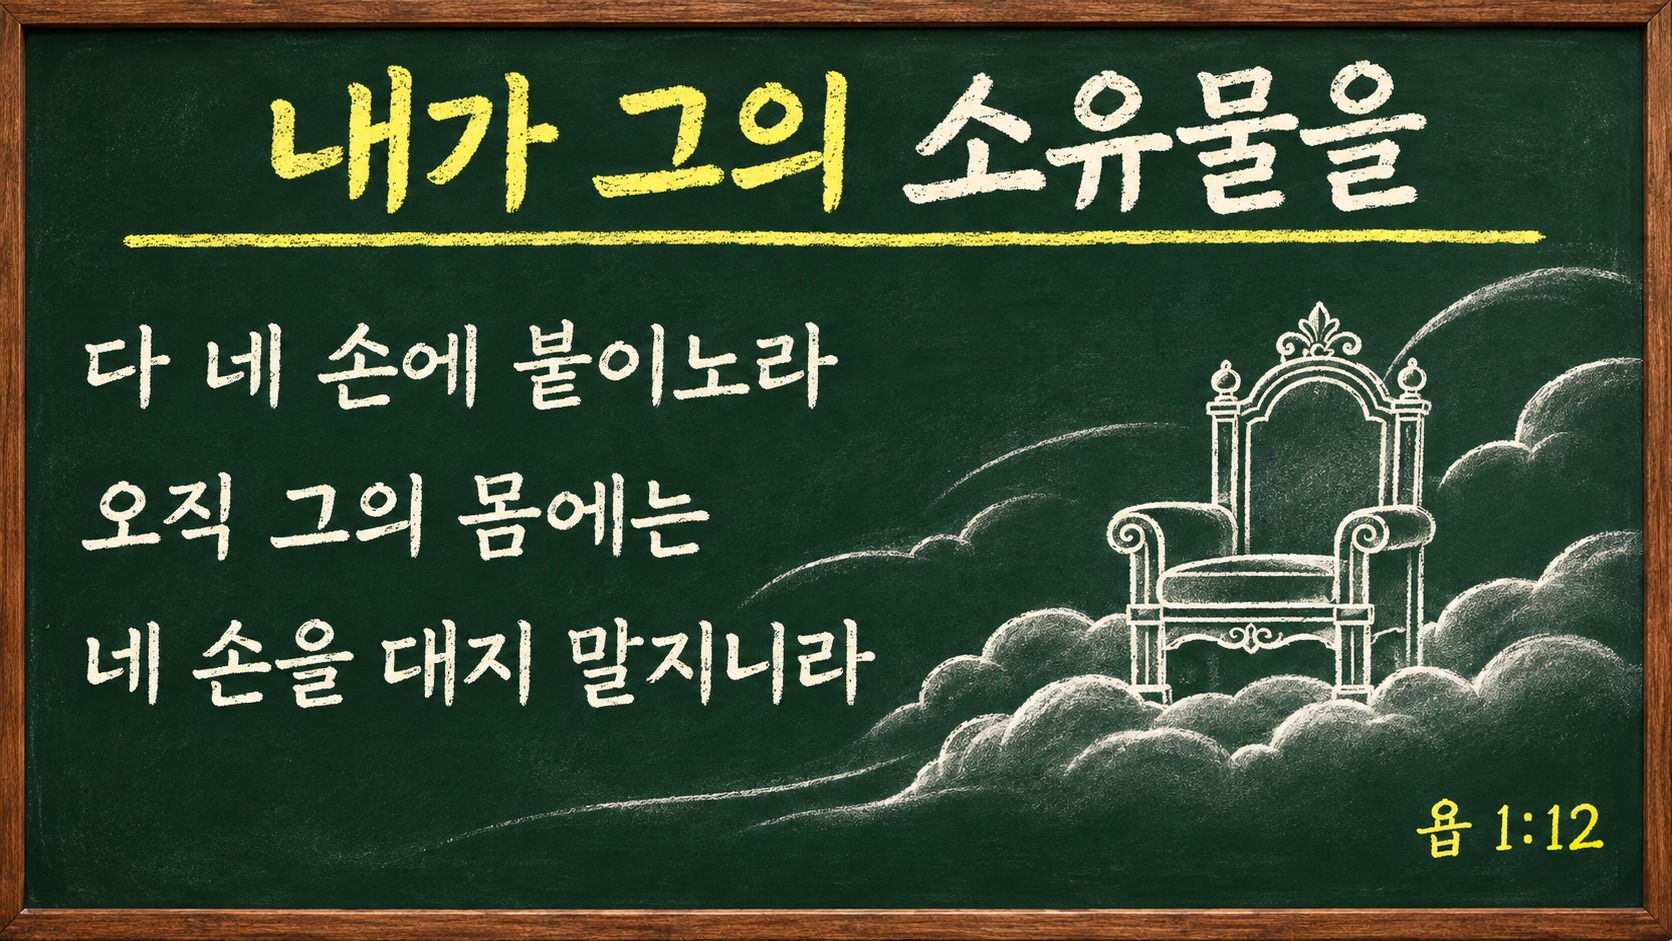 내가 그의 소유물을
다 네 손에 붙이노라
오직 그의 몸에는
네 손을 대지 말지니라
욥 1:12